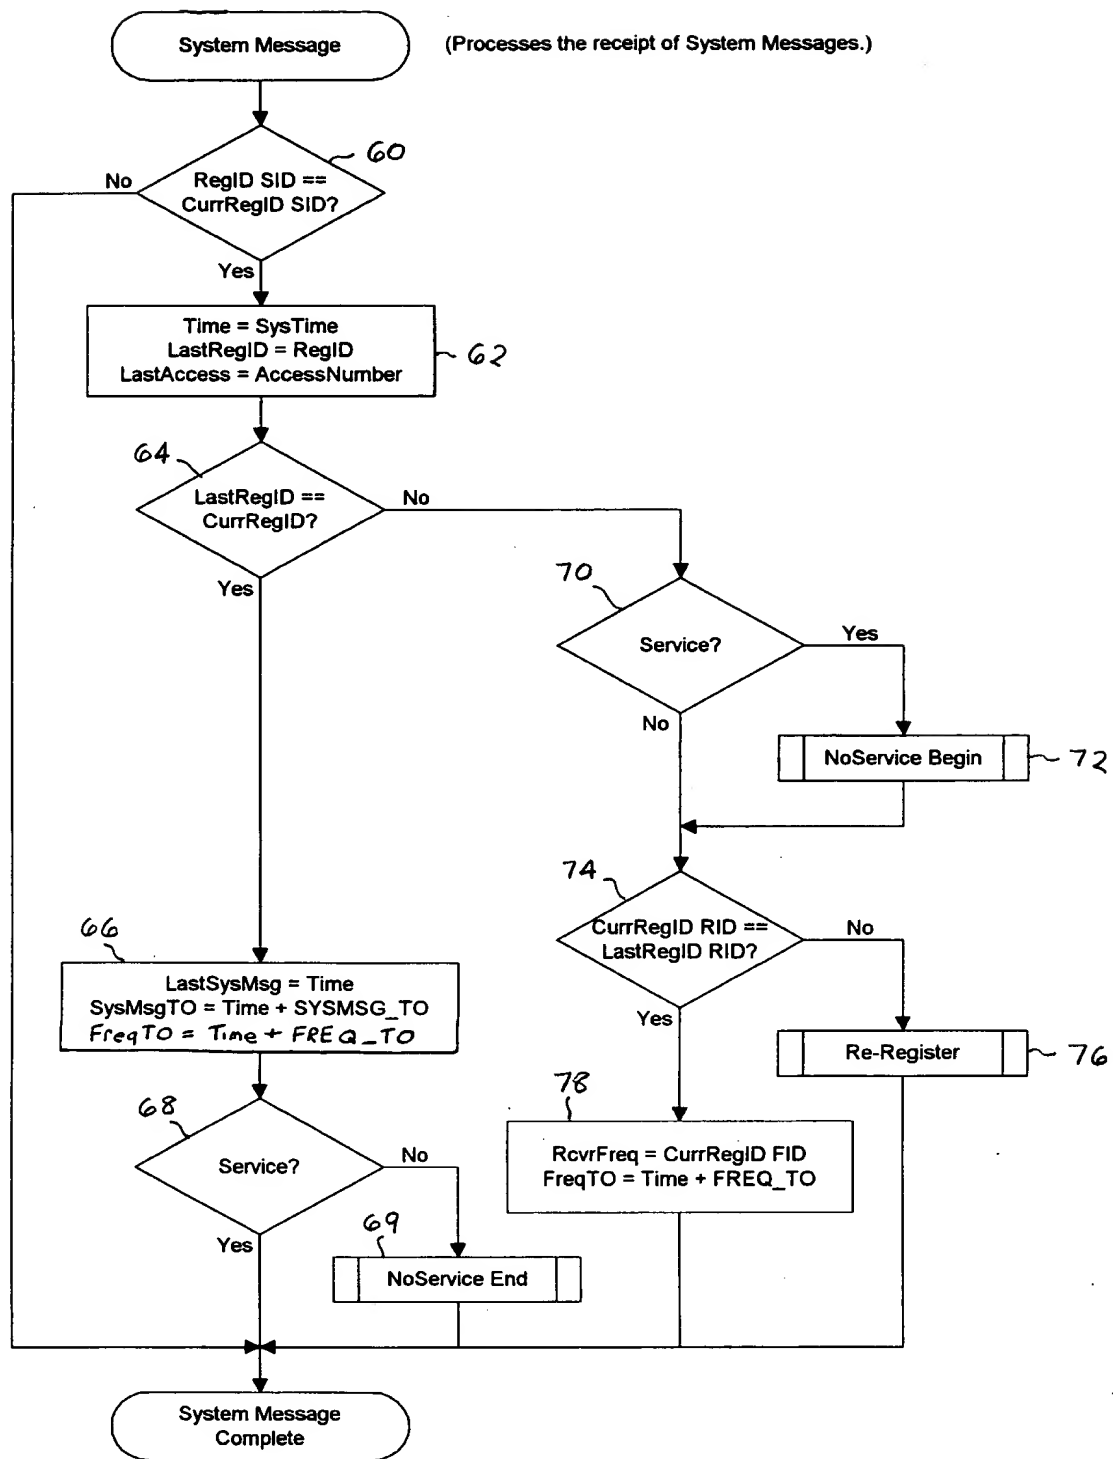 System Message
(Processes the receipt of System Messages.)
60
No
RegID SID ==
CurrRegID SID?
Yes
Time = SysTime
LastRegID = RegID
LastAccess = AccessNumber
62
64
LastRegID ==
CurrRegID?
No
Yes
70
Service?
Yes
No
NoService Begin
72
74
CurrRegID RID ==
LastRegID RID?
No
Yes
66
LastSysMsg = Time
SysMsgTO = Time + SYSMSG_TO
FreqTO = Time + FREQ_TO
Re-Register
76
78
RcvrFreq = CurrRegID FID
FreqTO = Time + FREQ_TO
68
Service?
No
Yes
69
NoService End
System Message
Complete